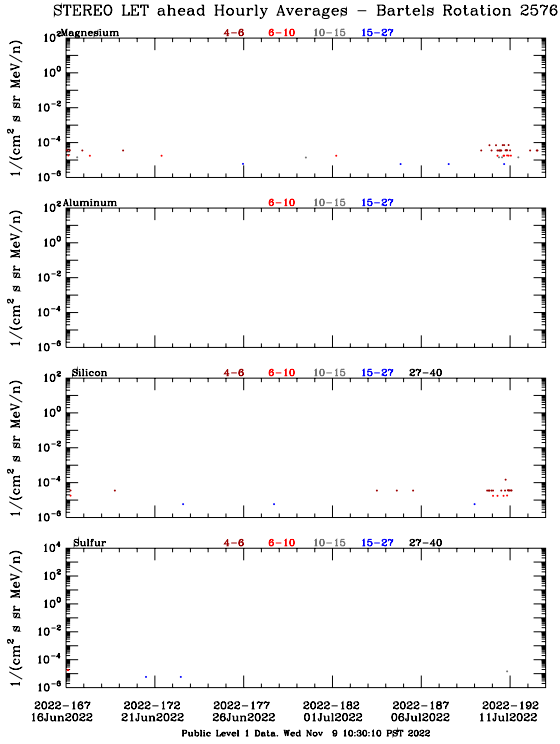 STEREO LET ahead Hourly Averages - Bartels Rotation 2576
Magnesium 4-6 6-10 10-15 15-27
10² 10⁰ 10⁻² 10⁻⁴ 10⁻⁶
1/(cm² s sr MeV/n)
Aluminum 6-10 10-15 15-27
10² 10⁰ 10⁻² 10⁻⁴ 10⁻⁶
1/(cm² s sr MeV/n)
Silicon 4-6 6-10 10-15 15-27 27-40
10² 10⁰ 10⁻² 10⁻⁴ 10⁻⁶
1/(cm² s sr MeV/n)
Sulfur 4-6 6-10 10-15 15-27 27-40
10⁴ 10² 10⁰ 10⁻² 10⁻⁴ 10⁻⁶
1/(cm² s sr MeV/n)
2022-167 2022-172 2022-177 2022-182 2022-187 2022-192
16Jun2022 21Jun2022 26Jun2022 01Jul2022 06Jul2022 11Jul2022
Public Level 1 Data. Wed Nov 9 10:30:10 PST 2022